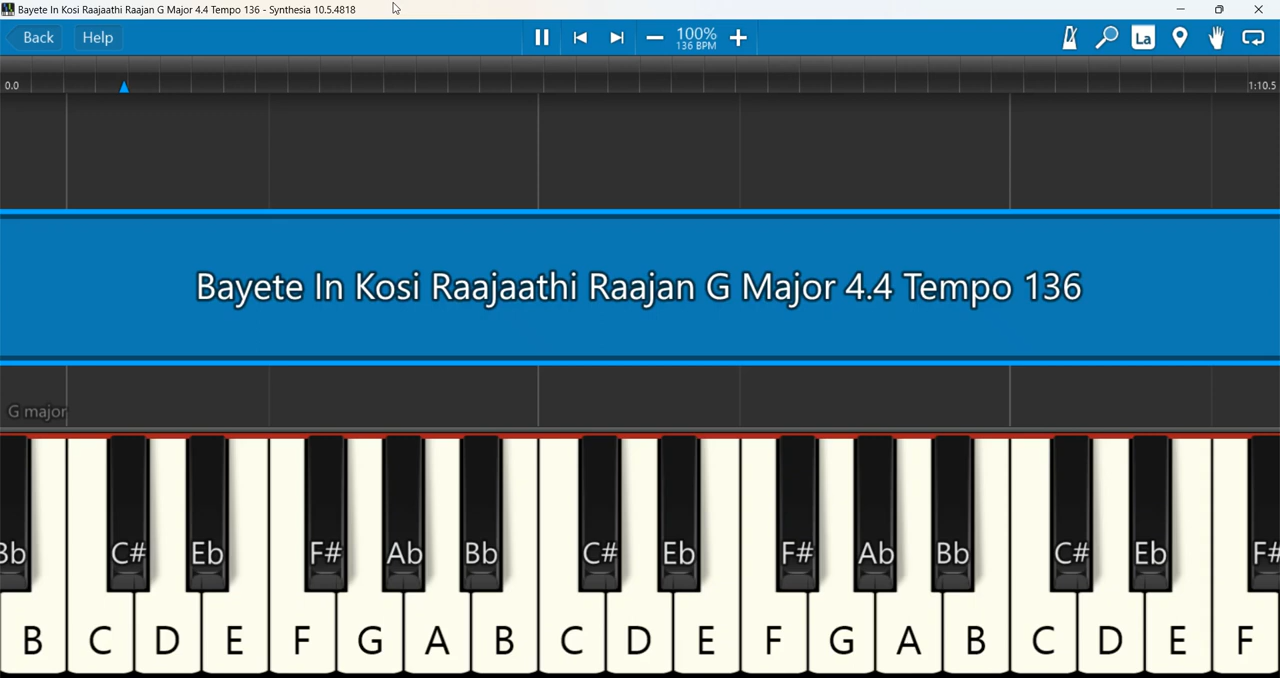 Bayete In Kosi Raajaathi Raajan G Major 4.4 Tempo 136 - Synthesia 10.5.4818
Back Help 100% La
136 BPM
0.0 1:10.5
Bayete In Kosi Raajaathi Raajan G Major 4.4 Tempo 136
G major
Bb C# Eb F# Ab Bb C# Eb F# Ab Bb C# Eb F#
B C D E F G A B C D E F G A B C D E F